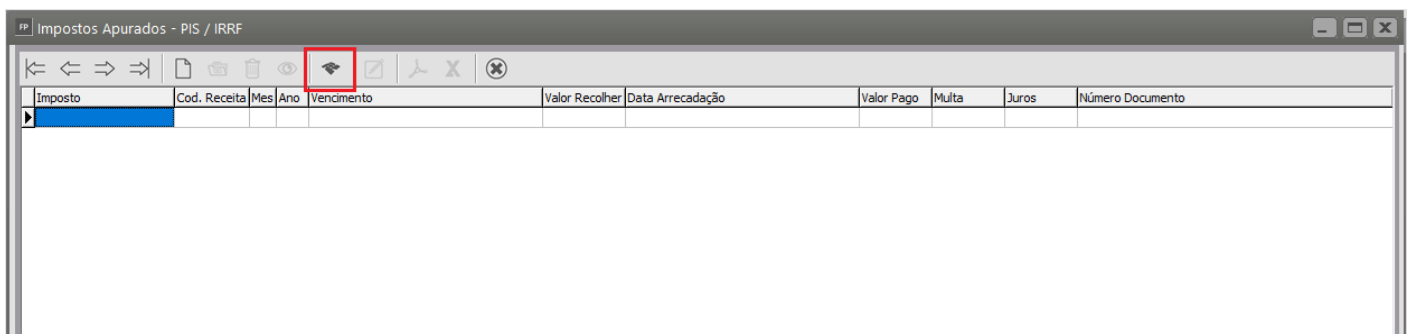 FP Impostos Apurados - PIS / IRRF
Imposto Cod. Receita Mes Ano Vencimento Valor Recolher Data Arrecadação Valor Pago Multa Juros Número Documento